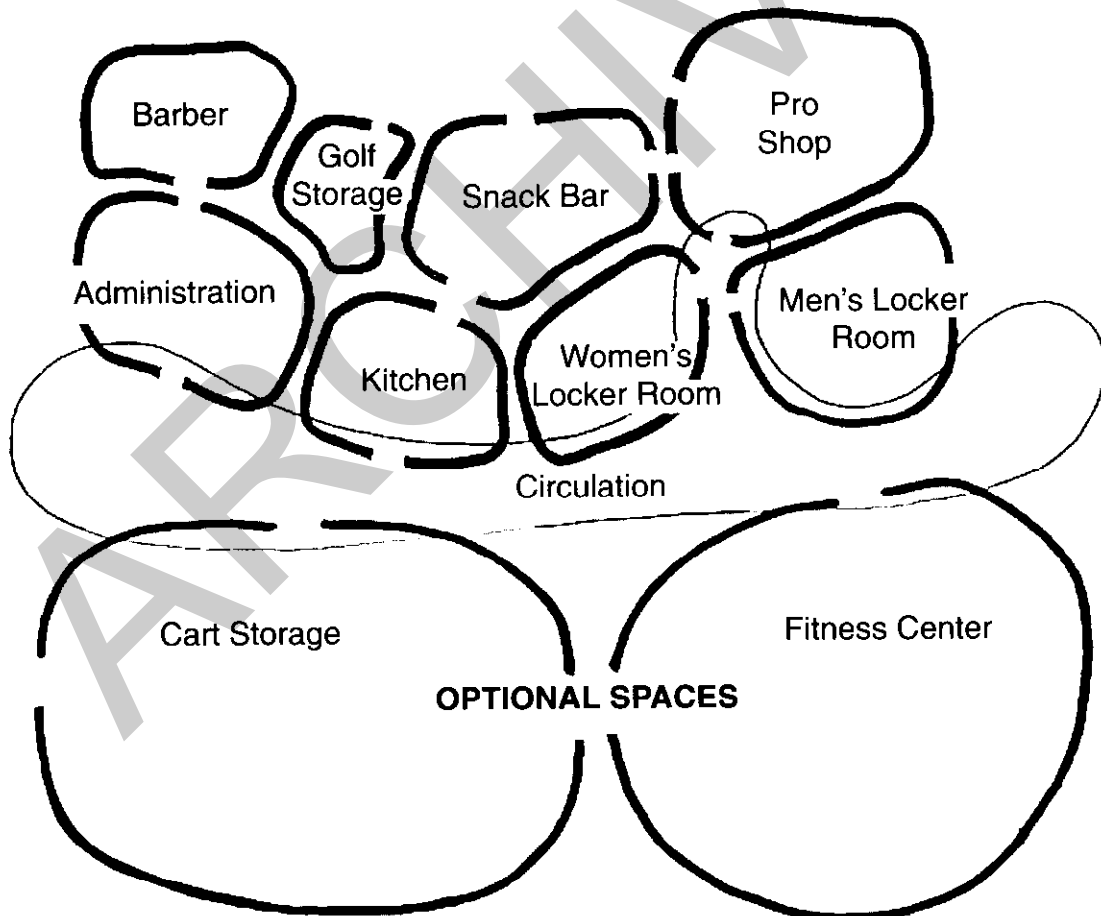 Barber
Golf
Storage
Snack Bar
Pro
Shop
Administration
Kitchen
Women's
Locker Room
Men's Locker
Room
Circulation
Cart Storage
Fitness Center
OPTIONAL SPACES
ARCHIV